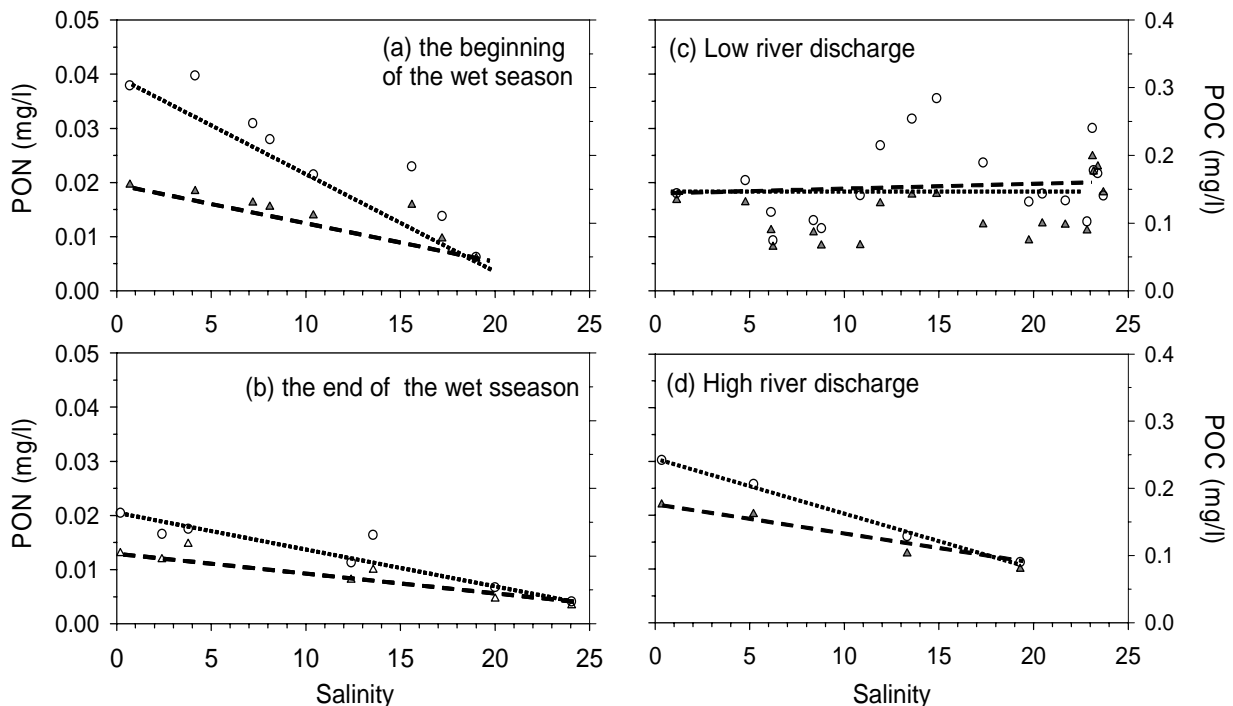 0.05
0.04
0.03
0.02
0.01
0.00
PON (mg/l)
(a) the beginning
of the wet season
0 5 10 15 20 25
(c) Low river discharge
0.4
0.3
0.2
0.1
0.0
POC (mg/l)
0 5 10 15 20 25
0.05
0.04
0.03
0.02
0.01
0.00
PON (mg/l)
(b) the end of the wet sseason
0 5 10 15 20 25
Salinity
(d) High river discharge
0.4
0.3
0.2
0.1
0.0
POC (mg/l)
0 5 10 15 20 25
Salinity